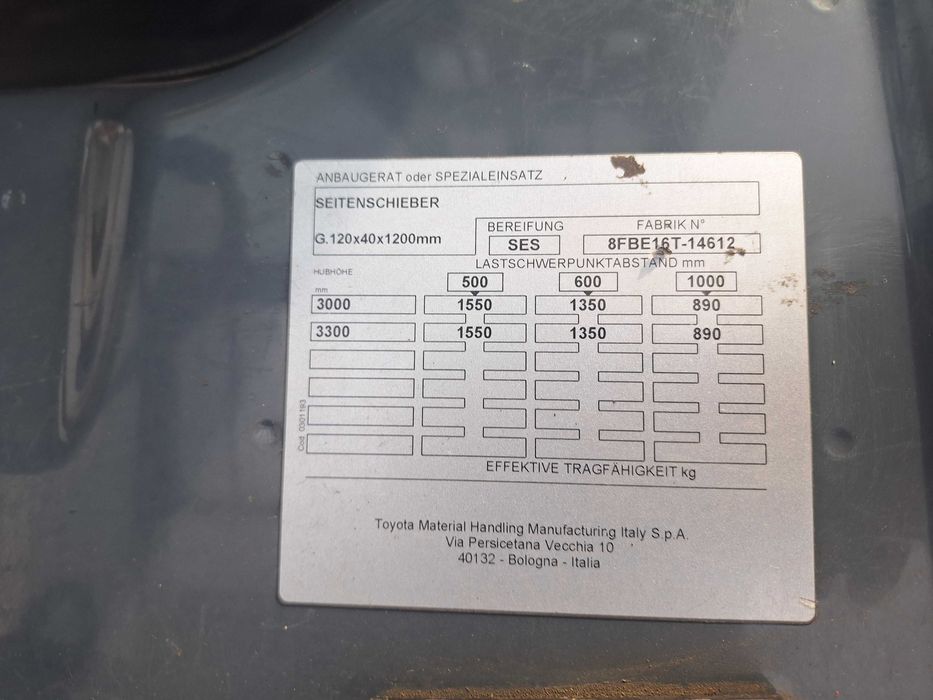 ANBAUGERAT oder SPEZIALEINSATZ
SEITENSCHIEBER
G.120x40x1200mm
BEREIFUNG
SES
FABRIK N°
8FBE16T-14612
LASTSCHWERPUNKTABSTAND mm
HUBHÖHE
mm
500 600 1000
3000 1550 1350 890
3300 1550 1350 890
Cod. 0301193
EFFEKTIVE TRAGFÄHIGKEIT kg
Toyota Material Handling Manufacturing Italy S.p.A.
Via Persicetana Vecchia 10
40132 - Bologna - Italia